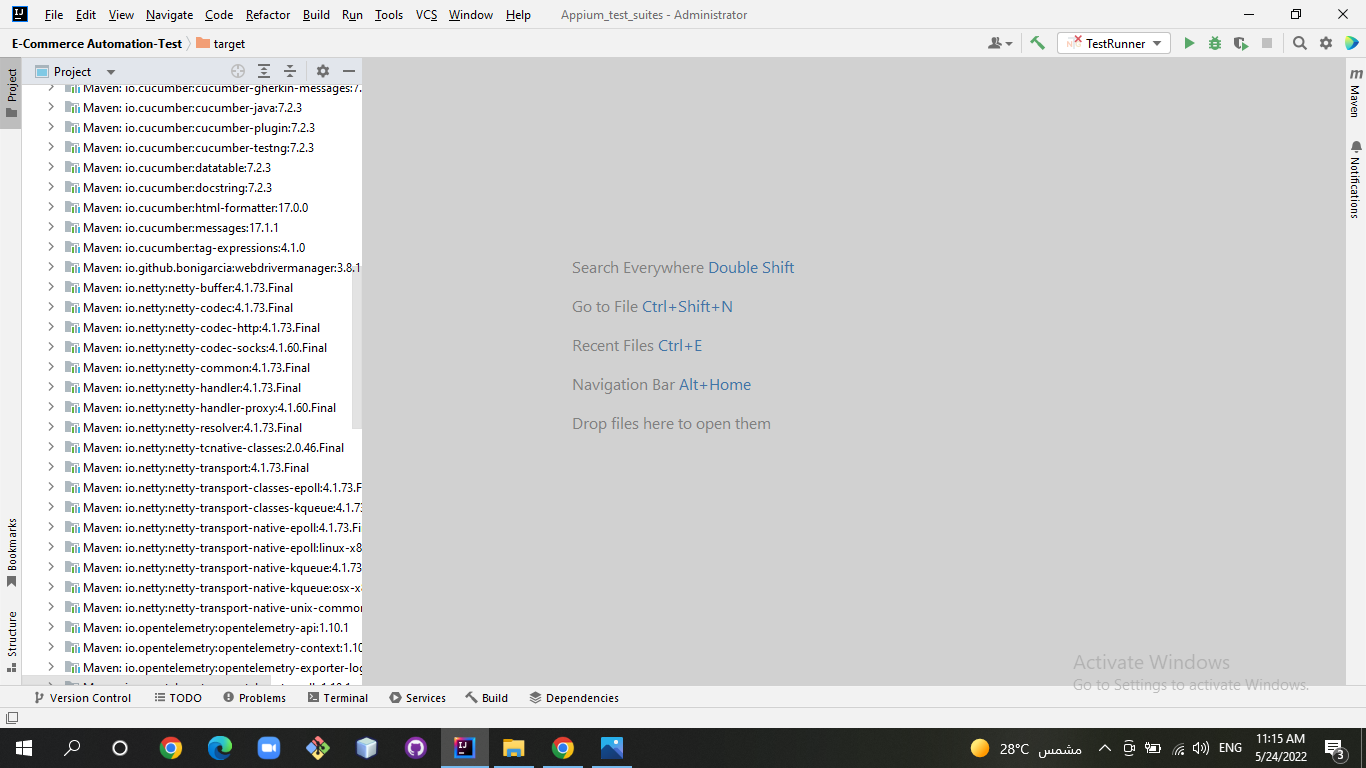 File Edit View Navigate Code Refactor Build Run Tools VCS Window Help Appium_test_suites - Administrator
E-Commerce Automation-Test target TestRunner
Project
Project
Maven: io.cucumber:cucumber-gherkin-messages:7.
Maven: io.cucumber:cucumber-java:7.2.3
Maven: io.cucumber:cucumber-plugin:7.2.3
Maven: io.cucumber:cucumber-testng:7.2.3
Maven: io.cucumber:datatable:7.2.3
Maven: io.cucumber:docstring:7.2.3
Maven: io.cucumber:html-formatter:17.0.0
Maven: io.cucumber:messages:17.1.1
Maven: io.cucumber:tag-expressions:4.1.0
Maven: io.github.bonigarcia:webdrivermanager:3.8.1
Maven: io.netty:netty-buffer:4.1.73.Final
Maven: io.netty:netty-codec:4.1.73.Final
Maven: io.netty:netty-codec-http:4.1.73.Final
Maven: io.netty:netty-codec-socks:4.1.60.Final
Maven: io.netty:netty-common:4.1.73.Final
Maven: io.netty:netty-handler:4.1.73.Final
Maven: io.netty:netty-handler-proxy:4.1.60.Final
Maven: io.netty:netty-resolver:4.1.73.Final
Maven: io.netty:netty-tcnative-classes:2.0.46.Final
Maven: io.netty:netty-transport:4.1.73.Final
Maven: io.netty:netty-transport-classes-epoll:4.1.73.F
Maven: io.netty:netty-transport-classes-kqueue:4.1.73
Maven: io.netty:netty-transport-native-epoll:4.1.73.Fi
Maven: io.netty:netty-transport-native-epoll:linux-x8
Maven: io.netty:netty-transport-native-kqueue:4.1.73
Maven: io.netty:netty-transport-native-kqueue:osx-x
Maven: io.netty:netty-transport-native-unix-common
Maven: io.opentelemetry:opentelemetry-api:1.10.1
Maven: io.opentelemetry:opentelemetry-context:1.10
Maven: io.opentelemetry:opentelemetry-exporter-log
Bookmarks
Structure
Search Everywhere Double Shift
Go to File Ctrl+Shift+N
Recent Files Ctrl+E
Navigation Bar Alt+Home
Drop files here to open them
m
Maven
Notifications
Activate Windows
Go to Settings to activate Windows.
Version Control TODO Problems Terminal Services Build Dependencies
28°C مشمس ENG 11:15 AM
5/24/2022 3